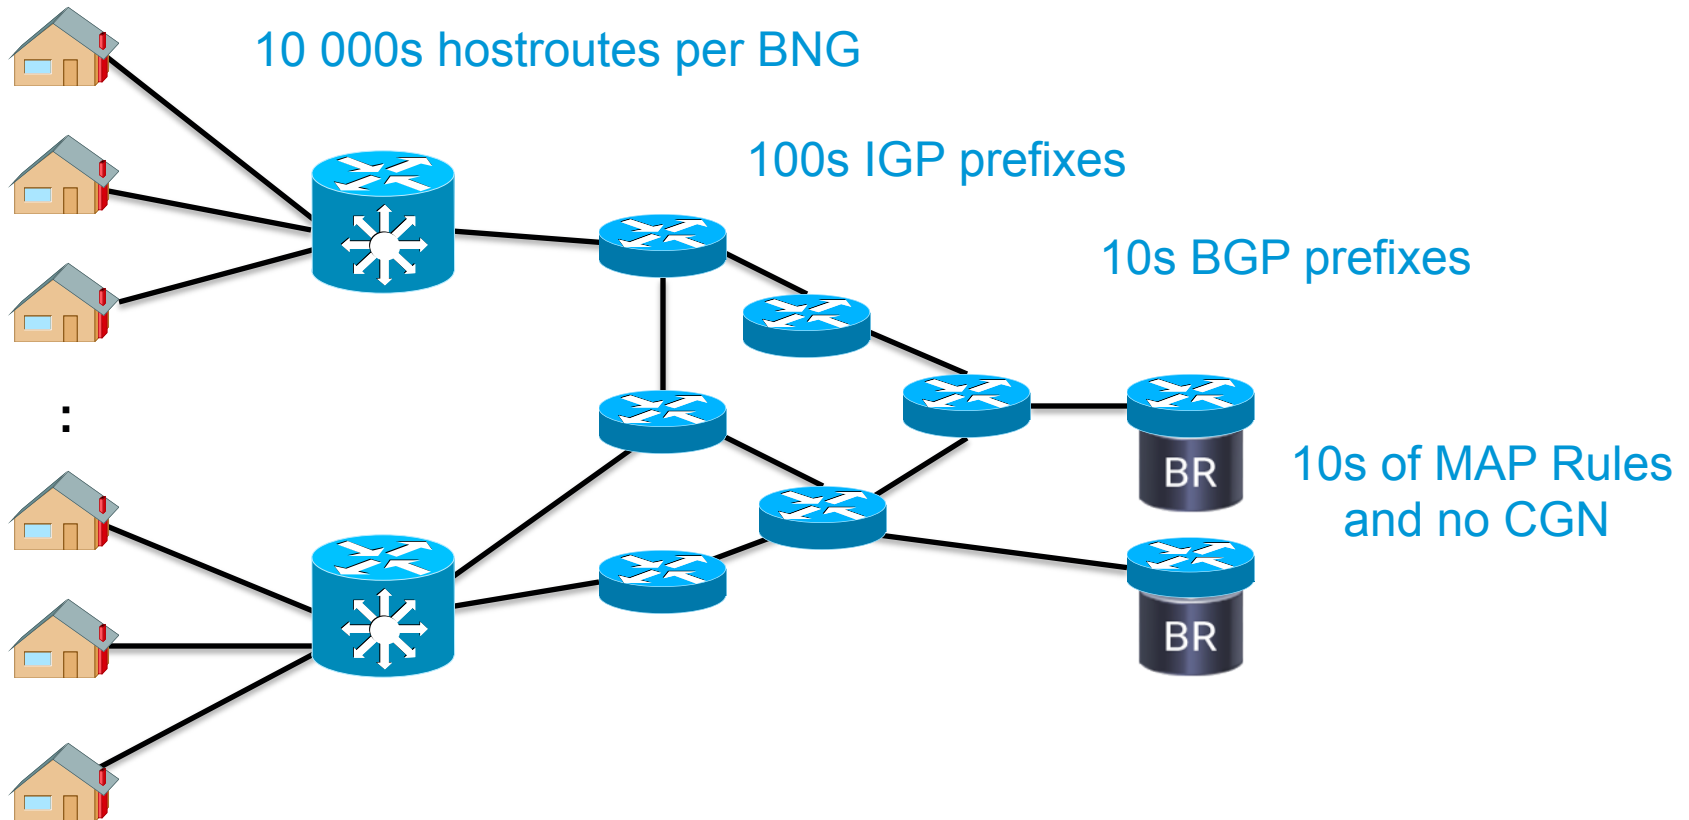 10 000s hostroutes per BNG
100s IGP prefixes
10s BGP prefixes
:
BR
10s of MAP Rules
and no CGN
BR